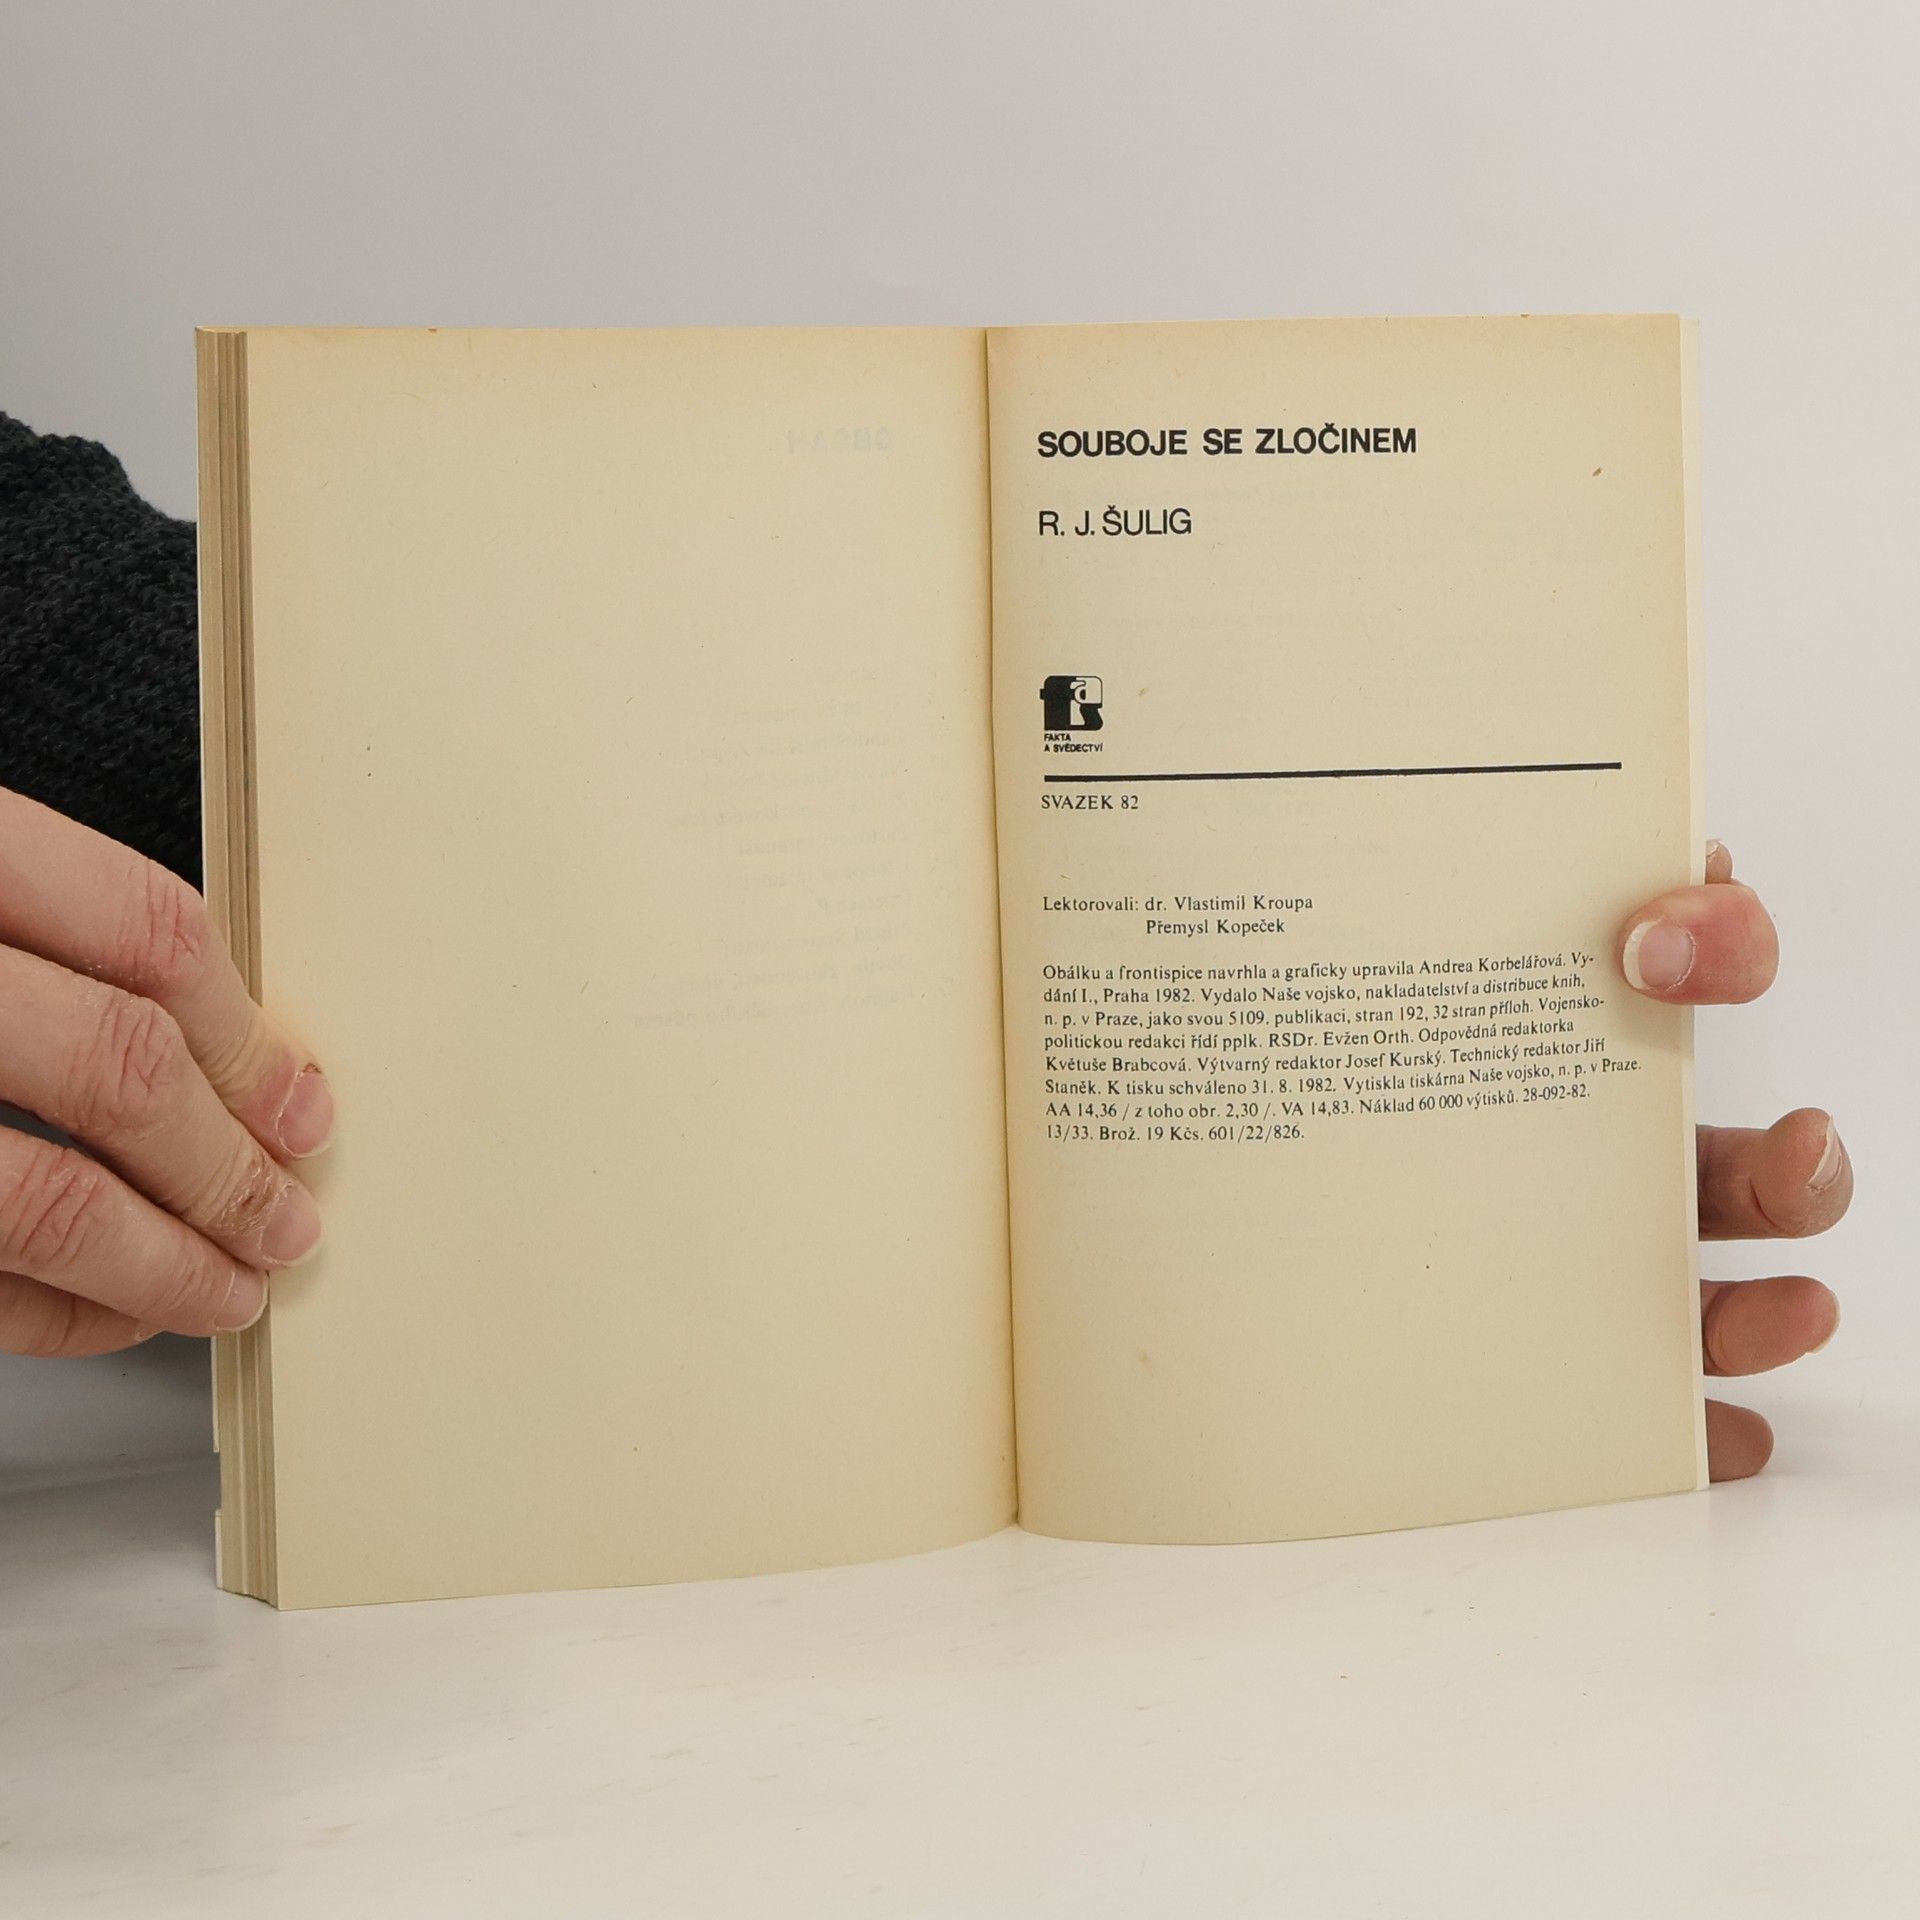 SOUBOJE SE ZLOČINEM
R. J. ŠULIG
fas
FAKTA
A SVĚDECTVÍ
SVAZEK 82
Lektorovali: dr. Vlastimil Kroupa
Přemysl Kopeček
Obálku a frontispice navrhla a graficky upravila Andrea Korbelářová. Vy-
dání I., Praha 1982. Vydalo Naše vojsko, nakladatelství a distribuce knih,
n. p. v Praze, jako svou 5109. publikaci, stran 192, 32 stran příloh. Vojensko-
politickou redakci řídí pplk. RSDr. Evžen Orth. Odpovědná redaktorka
Květuše Brabcová. Výtvarný redaktor Josef Kurský. Technický redaktor Jiří
Staněk. K tisku schváleno 31. 8. 1982. Vytiskla tiskárna Naše vojsko, n. p. v Praze.
AA 14,36 / z toho obr. 2,30 /. VA 14,83. Náklad 60 000 výtisků. 28-092-82.
13/33. Brož. 19 Kčs. 601/22/826.